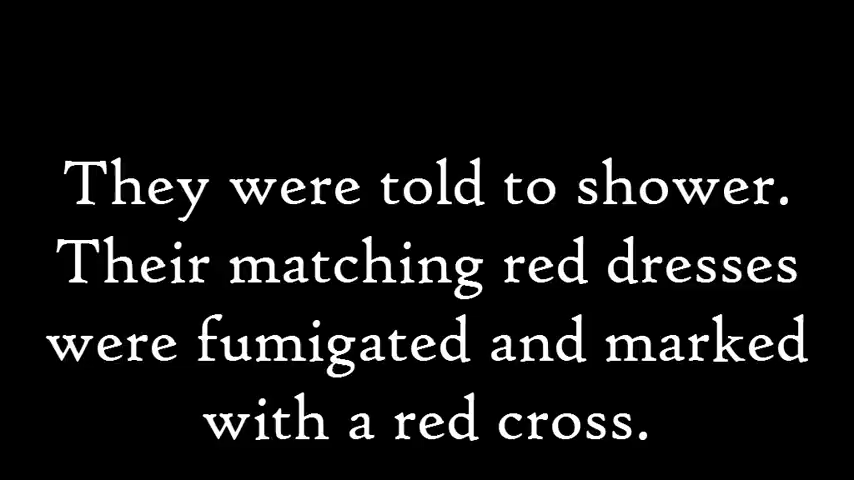 They were told to shower.
Their matching red dresses
were fumigated and marked
with a red cross.